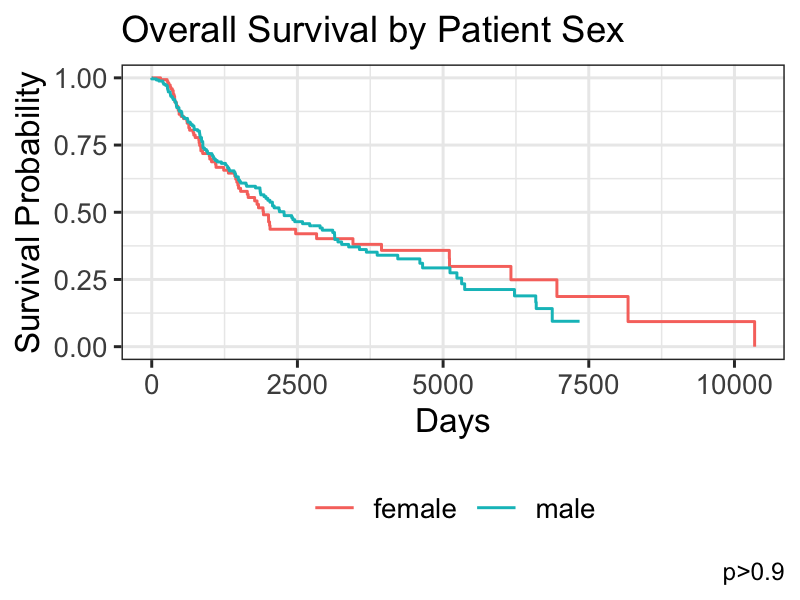 Overall Survival by Patient Sex
Survival Probability
1.00
0.75
0.50
0.25
0.00
0 2500 5000 7500 10000
Days
female male
p>0.9